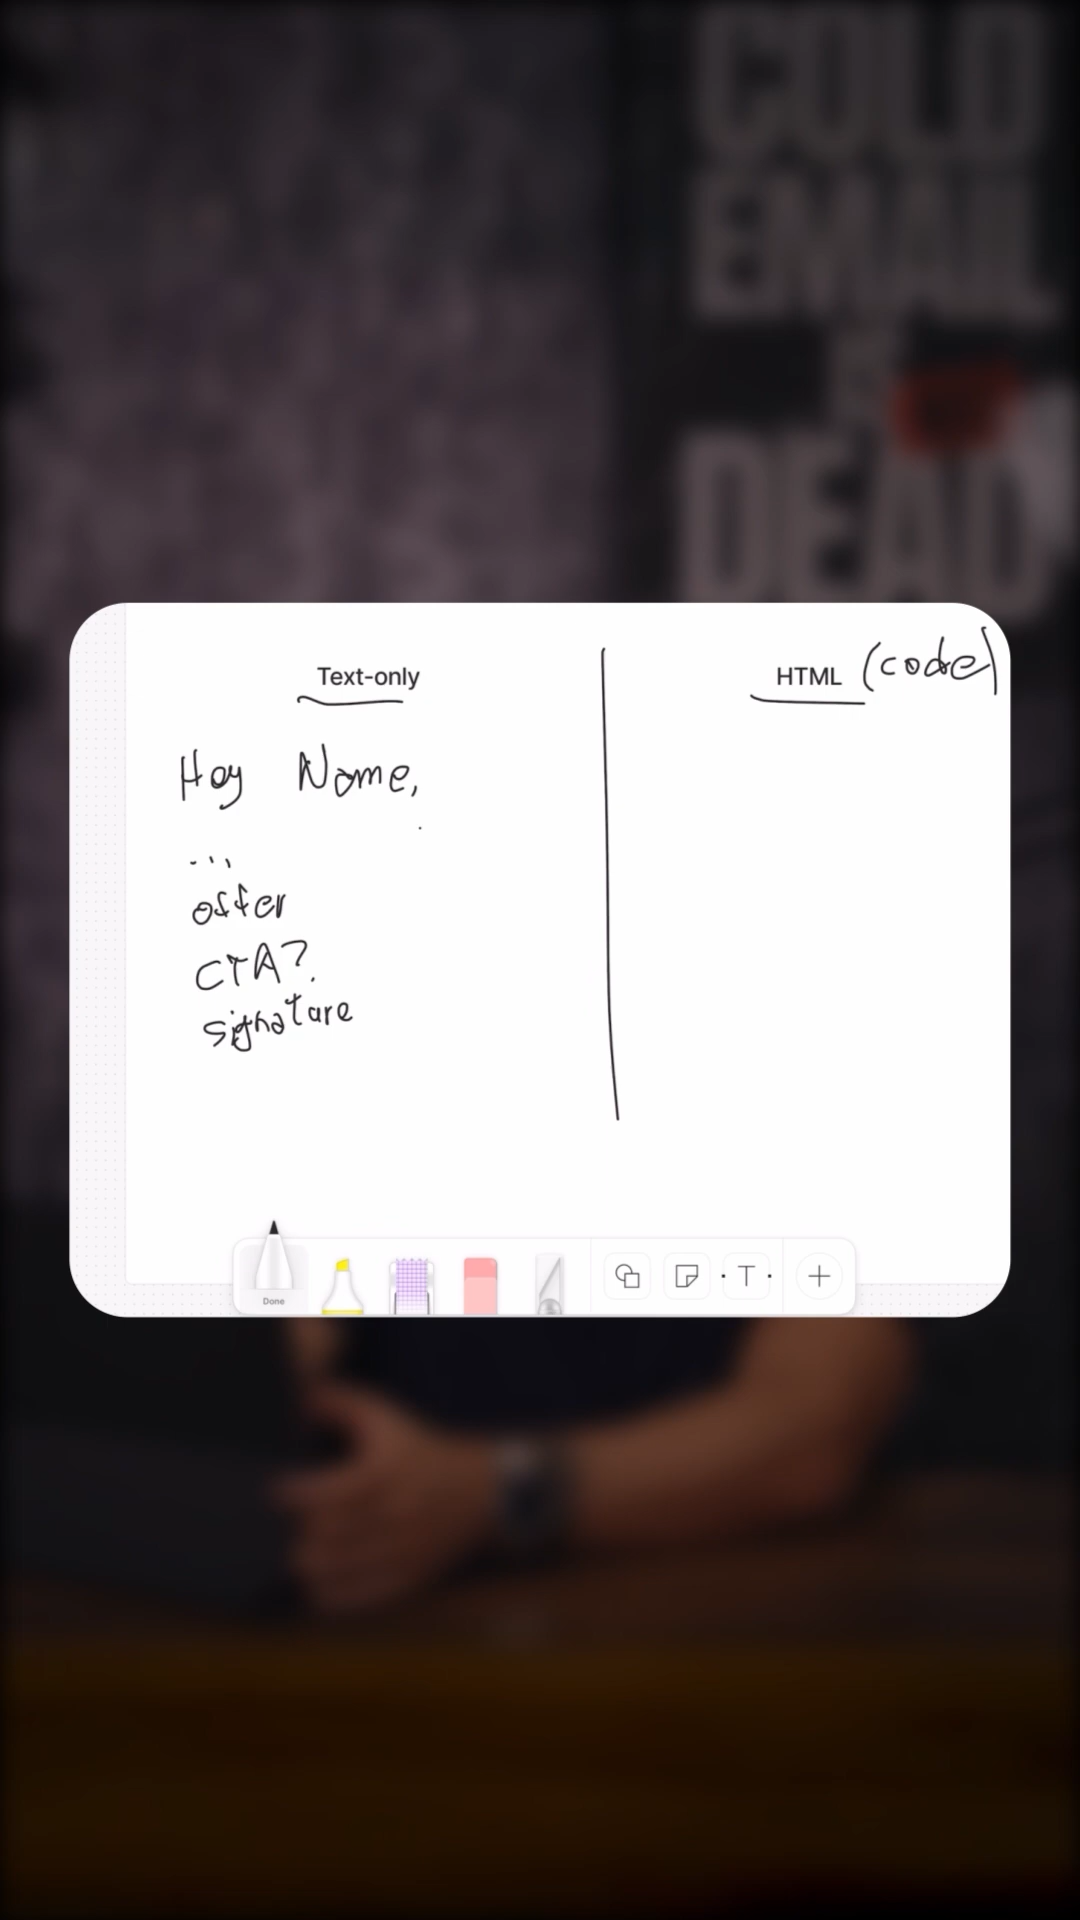 COLD
EMAIL
DEAD
Text-only
HTML (code)
Hey Name,
...
offer
CTA?
signature
Done
T